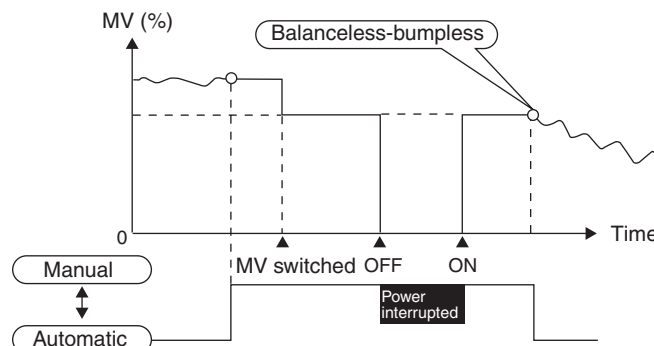 MV (%)
Balanceless-bumpless
0
Time
MV switched OFF ON
Manual
Power
interrupted
Automatic